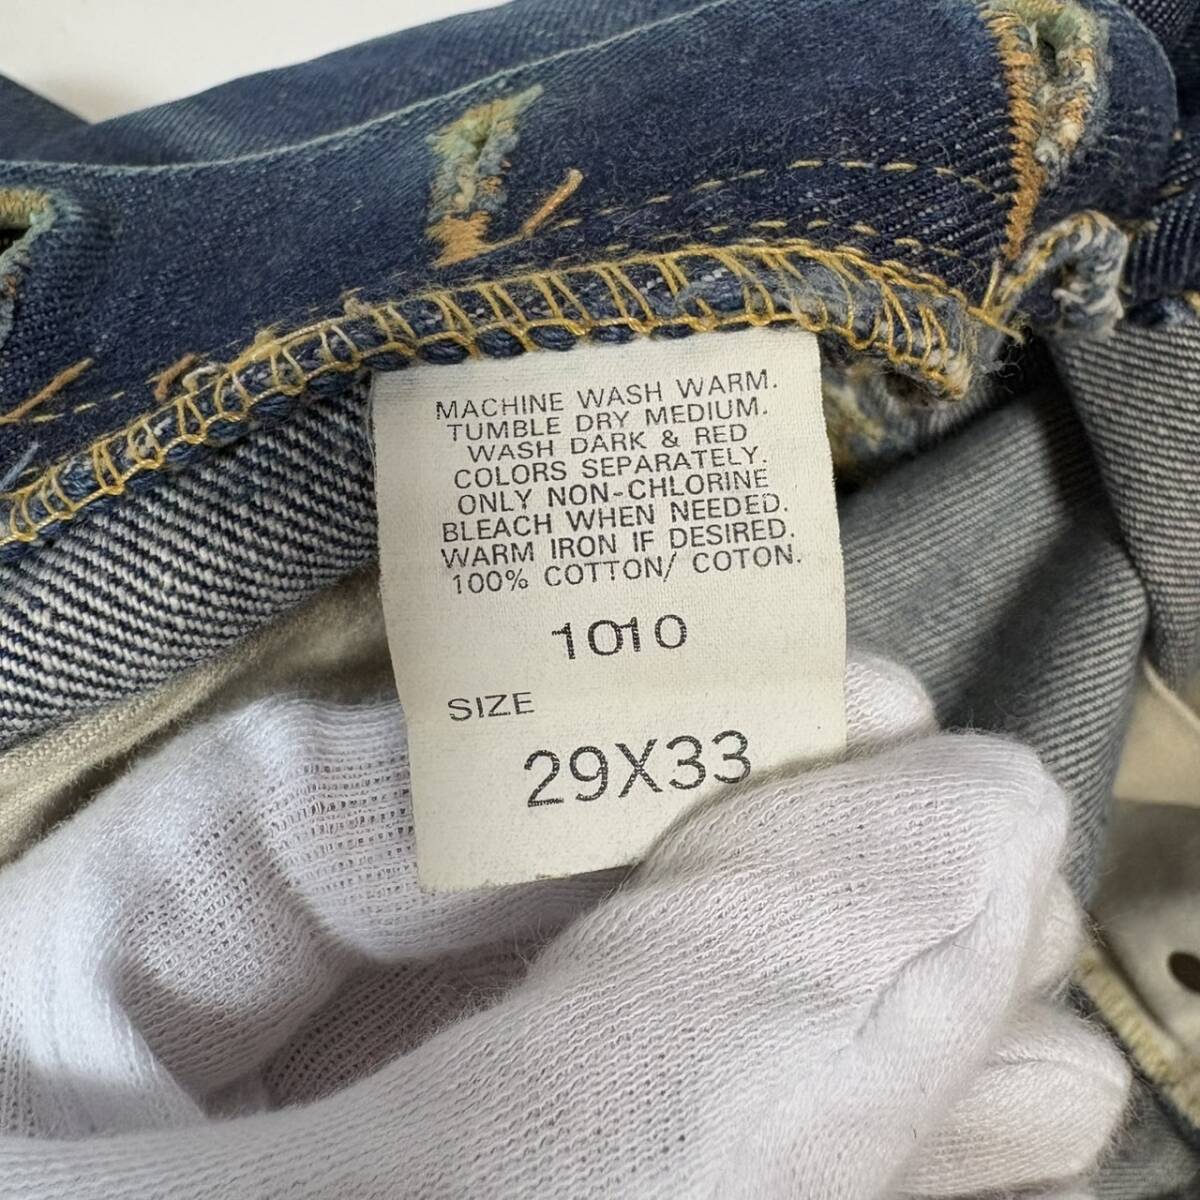 MACHINE WASH WARM.
TUMBLE DRY MEDIUM.
WASH DARK & RED
COLORS SEPARATELY.
ONLY NON-CHLORINE
BLEACH WHEN NEEDED.
WARM IRON IF DESIRED.
100% COTTON/ COTON.
1010
SIZE
29X33